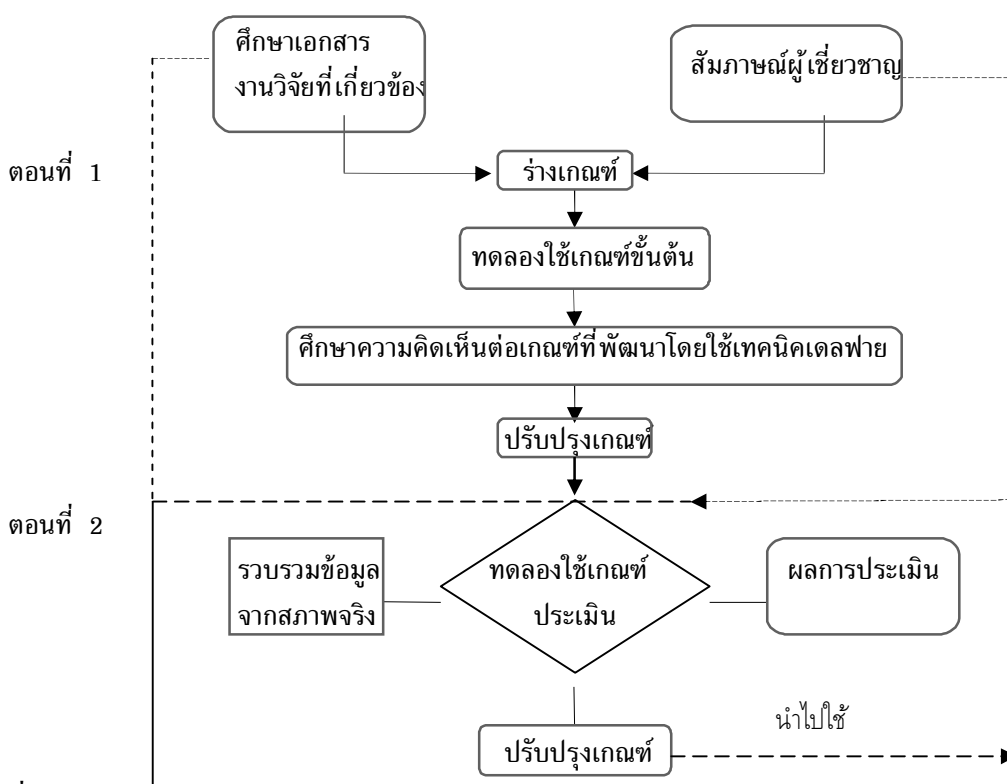 ศึกษาเอกสาร
งานวิจัยที่เกี่ยวข้อง
สัมภาษณ์ผู้เชี่ยวชาญ
ตอนที่ 1
ร่างเกณฑ์
ทดลองใช้เกณฑ์ขั้นต้น
ศึกษาความคิดเห็นต่อเกณฑ์ที่พัฒนาโดยใช้เทคนิคเดลฟาย
ปรับปรุงเกณฑ์
ตอนที่ 2
รวบรวมข้อมูล
จากสภาพจริง
ทดลองใช้เกณฑ์
ประเมิน
ผลการประเมิน
นำไปใช้
ปรับปรุงเกณฑ์